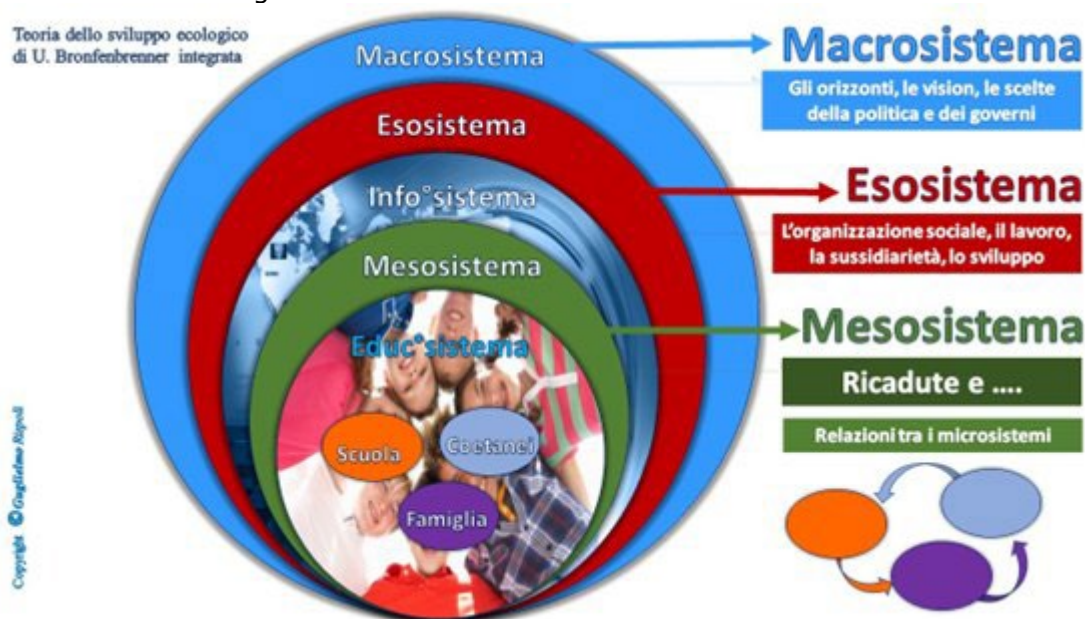 Teoria dello sviluppo ecologico
di U. Bronfenbrenner integrata
Macrosistema
Esosistema
Info°sistema
Mesosistema
Educ°sistema
Scuola
Coetanei
Famiglia
Macrosistema
Gli orizzonti, le vision, le scelte
della politica e dei governi
Esosistema
L'organizzazione sociale, il lavoro,
la sussidiarietà, lo sviluppo
Mesosistema
Ricadute e ....
Relazioni tra i microsistemi
Copyright © Guglielmo Rapoli